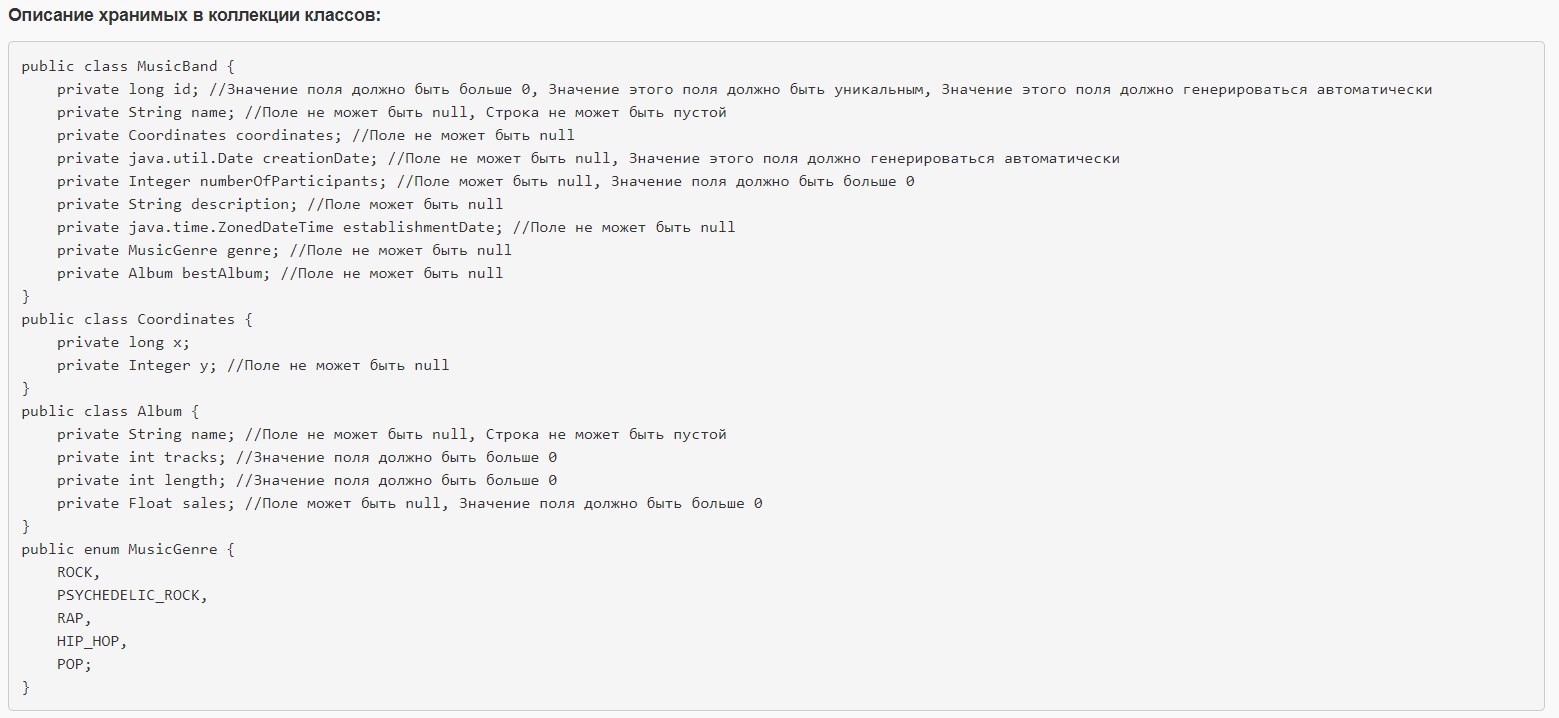 Описание хранимых в коллекции классов:
public class MusicBand {
    private long id; //Значение поля должно быть больше 0, Значение этого поля должно быть уникальным, Значение этого поля должно генерироваться автоматически
    private String name; //Поле не может быть null, Строка не может быть пустой
    private Coordinates coordinates; //Поле не может быть null
    private java.util.Date creationDate; //Поле не может быть null, Значение этого поля должно генерироваться автоматически
    private Integer numberOfParticipants; //Поле может быть null, Значение поля должно быть больше 0
    private String description; //Поле может быть null
    private java.time.ZonedDateTime establishmentDate; //Поле не может быть null
    private MusicGenre genre; //Поле не может быть null
    private Album bestAlbum; //Поле не может быть null
}
public class Coordinates {
    private long x;
    private Integer y; //Поле не может быть null
}
public class Album {
    private String name; //Поле не может быть null, Строка не может быть пустой
    private int tracks; //Значение поля должно быть больше 0
    private int length; //Значение поля должно быть больше 0
    private Float sales; //Поле может быть null, Значение поля должно быть больше 0
}
public enum MusicGenre {
    ROCK,
    PSYCHEDELIC_ROCK,
    RAP,
    HIP_HOP,
    POP;
}